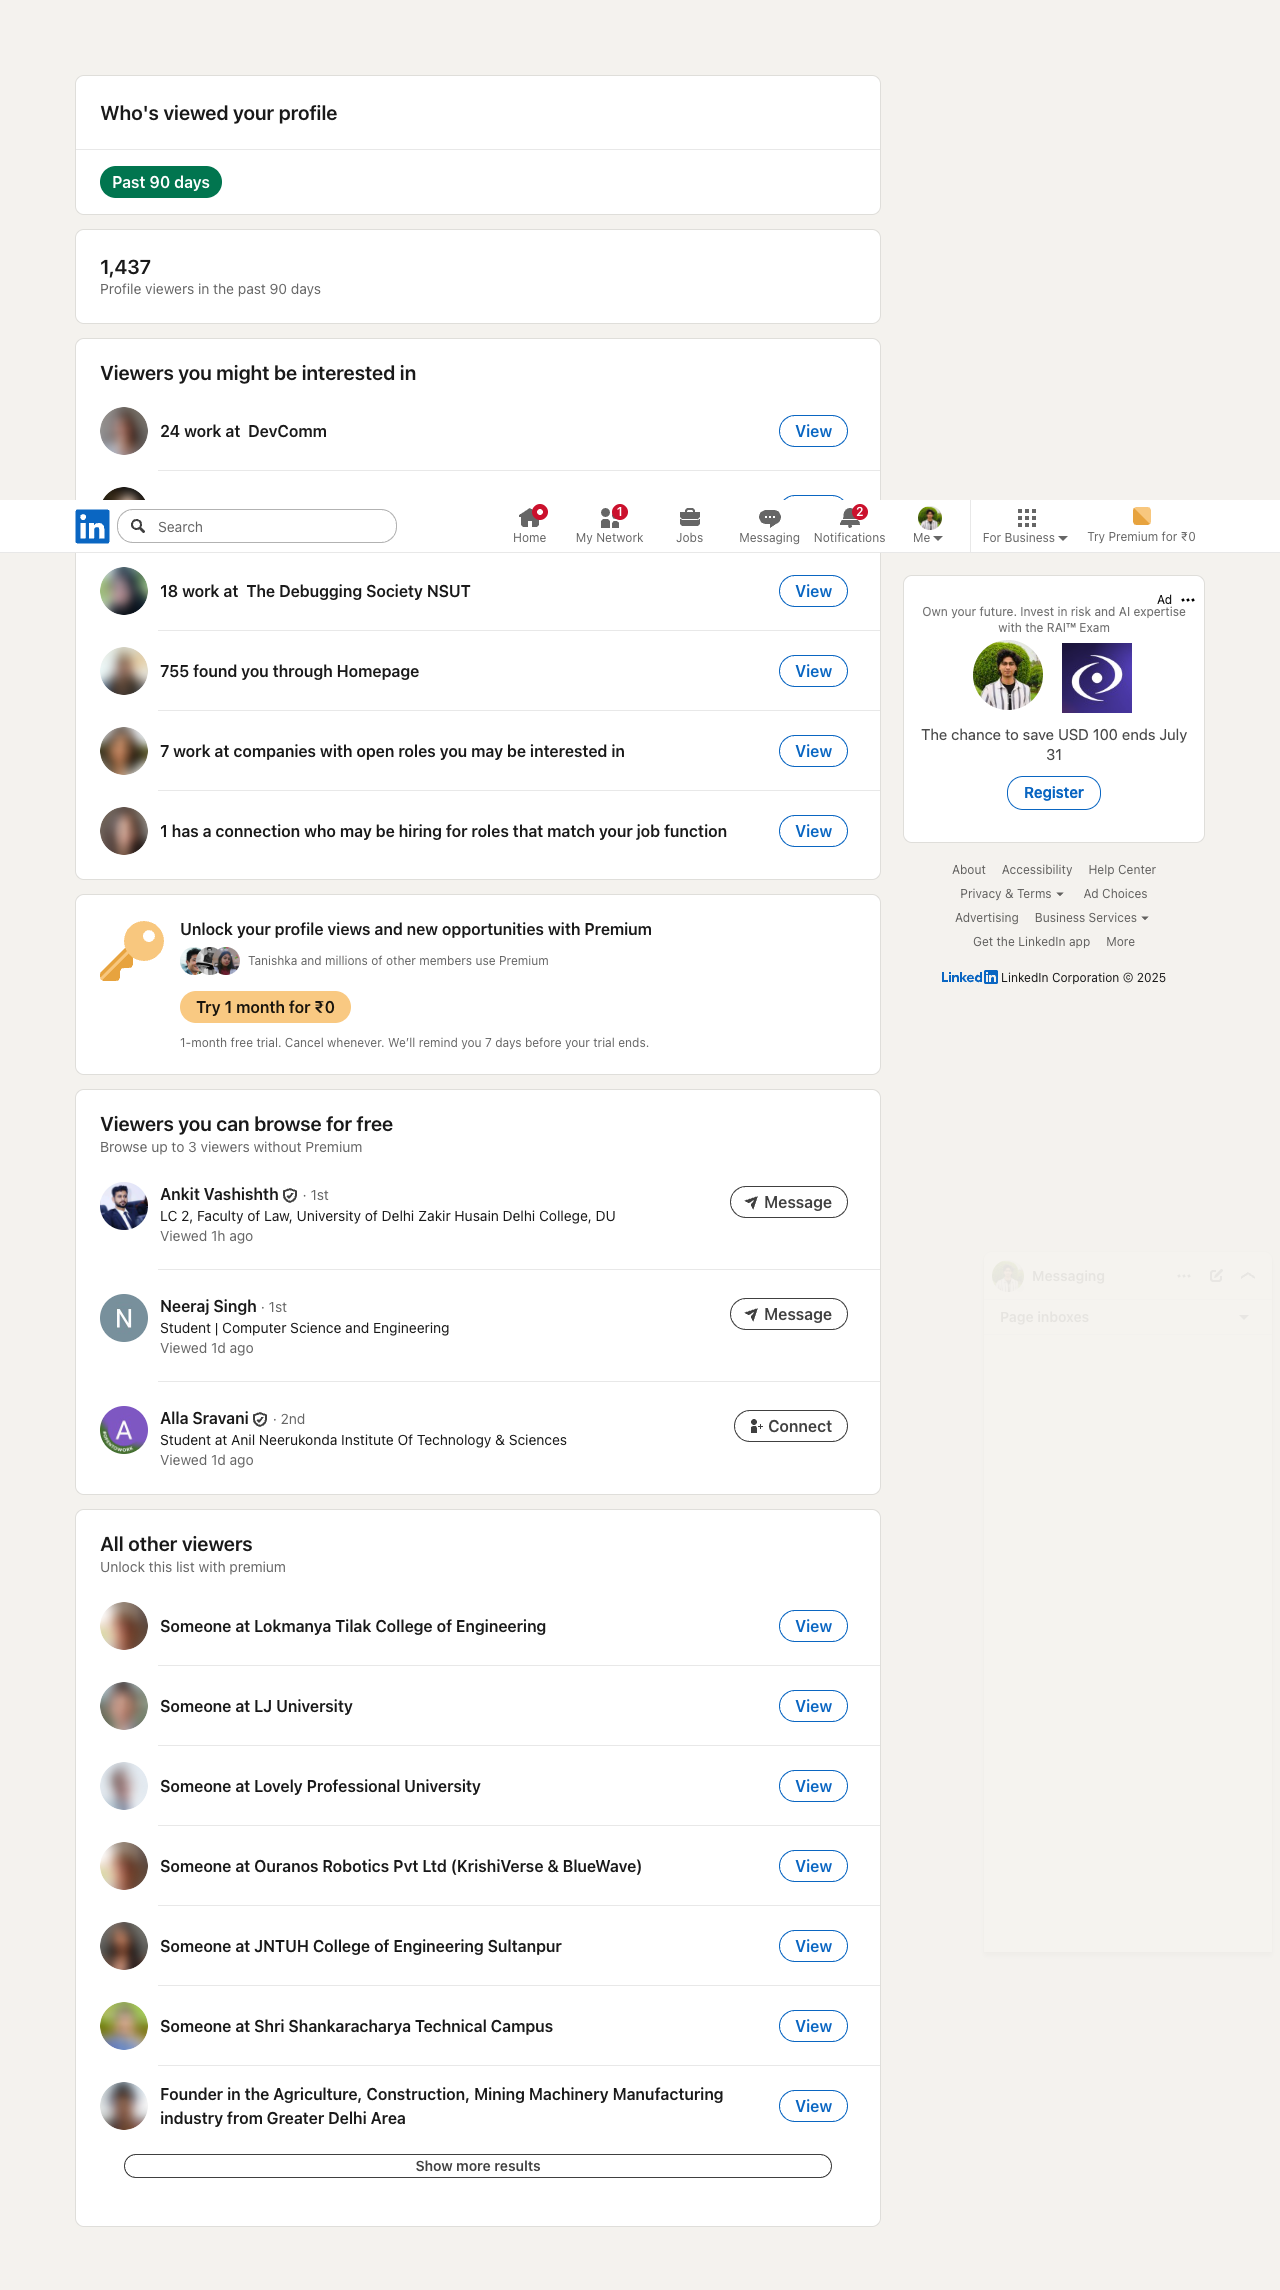 Who's viewed your profile
Past 90 days
1,437
Profile viewers in the past 90 days
Viewers you might be interested in
24 work at DevComm
View
in
Search
Home
1
My Network
Jobs
Messaging
2
Notifications
Me
For Business
Try Premium for ₹0
18 work at The Debugging Society NSUT
View
755 found you through Homepage
View
7 work at companies with open roles you may be interested in
View
1 has a connection who may be hiring for roles that match your job function
View
Ad
Own your future. Invest in risk and AI expertise
with the RAI™ Exam
The chance to save USD 100 ends July
31
Register
About Accessibility Help Center
Privacy & Terms Ad Choices
Advertising Business Services
Get the LinkedIn app More
Linkedin LinkedIn Corporation © 2025
Unlock your profile views and new opportunities with Premium
Tanishka and millions of other members use Premium
Try 1 month for ₹0
1-month free trial. Cancel whenever. We'll remind you 7 days before your trial ends.
Viewers you can browse for free
Browse up to 3 viewers without Premium
Ankit Vashishth · 1st
LC 2, Faculty of Law, University of Delhi Zakir Husain Delhi College, DU
Viewed 1h ago
Message
N
Neeraj Singh · 1st
Student | Computer Science and Engineering
Viewed 1d ago
Message
A
#OPENTOWORK
Alla Sravani · 2nd
Student at Anil Neerukonda Institute Of Technology & Sciences
Viewed 1d ago
Connect
Messaging
Page inboxes
All other viewers
Unlock this list with premium
Someone at Lokmanya Tilak College of Engineering
View
Someone at LJ University
View
Someone at Lovely Professional University
View
Someone at Ouranos Robotics Pvt Ltd (KrishiVerse & BlueWave)
View
Someone at JNTUH College of Engineering Sultanpur
View
Someone at Shri Shankaracharya Technical Campus
View
Founder in the Agriculture, Construction, Mining Machinery Manufacturing
industry from Greater Delhi Area
View
Show more results